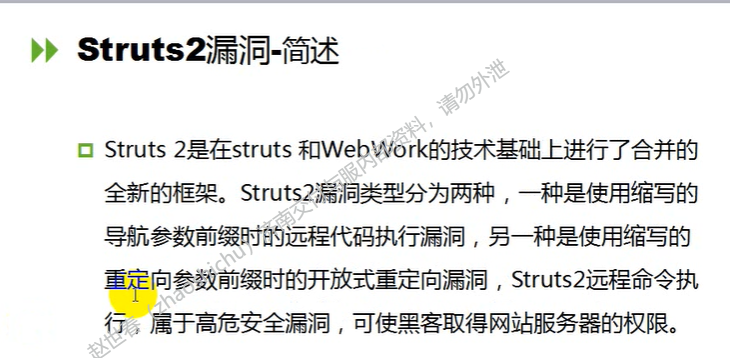 Struts2漏洞-简述
Struts 2是在struts 和WebWork的技术基础上进行了合并的
全新的框架。Struts2漏洞类型分为两种，一种是使用缩写的
导航参数前缀时的远程代码执行漏洞，另一种是使用缩写的
重定向参数前缀时的开放式重定向漏洞，Struts2远程命令执
行，属于高危安全漏洞，可使黑客取得网站服务器的权限。
内部资料，请勿外泄